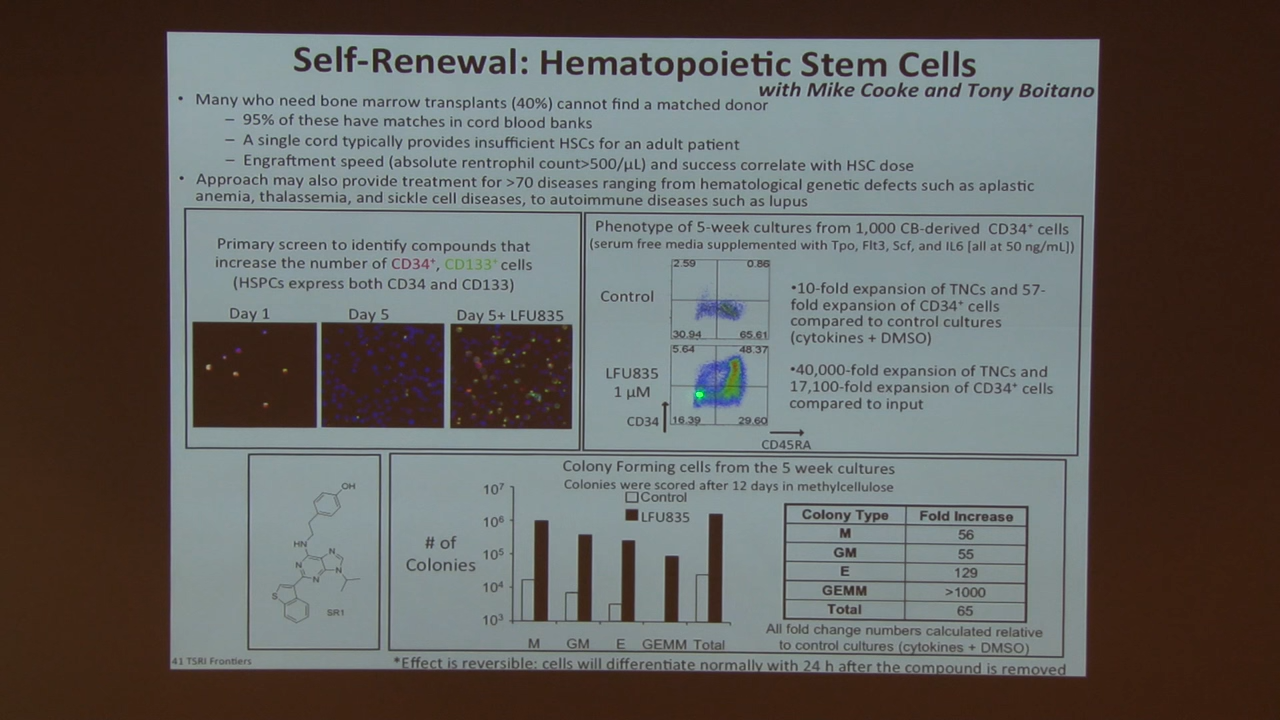 Self-Renewal: Hematopoietic Stem Cells
with Mike Cooke and Tony Boitano
• Many who need bone marrow transplants (40%) cannot find a matched donor
– 95% of these have matches in cord blood banks
– A single cord typically provides insufficient HSCs for an adult patient
– Engraftment speed (absolute rentrophil count>500/µL) and success correlate with HSC dose
• Approach may also provide treatment for >70 diseases ranging from hematological genetic defects such as aplastic
anemia, thalassemia, and sickle cell diseases, to autoimmune diseases such as lupus
Primary screen to identify compounds that
increase the number of CD34⁺, CD133⁺ cells
(HSPCs express both CD34 and CD133)
Day 1 Day 5 Day 5+ LFU835
Phenotype of 5-week cultures from 1,000 CB-derived CD34⁺ cells
(serum free media supplemented with Tpo, Flt3, Scf, and IL6 [all at 50 ng/mL])
Control
2.59 0.86
30.94 65.61
LFU835
1 µM
5.64 48.37
16.39 29.60
CD34
CD45RA
•10-fold expansion of TNCs and 57-
fold expansion of CD34⁺ cells
compared to control cultures
(cytokines + DMSO)
•40,000-fold expansion of TNCs and
17,100-fold expansion of CD34⁺ cells
compared to input
OH
HN
N
N
N
N
S
SR1
Colony Forming cells from the 5 week cultures
Colonies were scored after 12 days in methylcellulose
Control
LFU835
# of
Colonies
10⁷
10⁶
10⁵
10⁴
10³
M GM E GEMM Total
Colony Type Fold Increase
M 56
GM 55
E 129
GEMM >1000
Total 65
All fold change numbers calculated relative
to control cultures (cytokines + DMSO)
41 TSRI Frontiers
*Effect is reversible: cells will differentiate normally with 24 h after the compound is removed